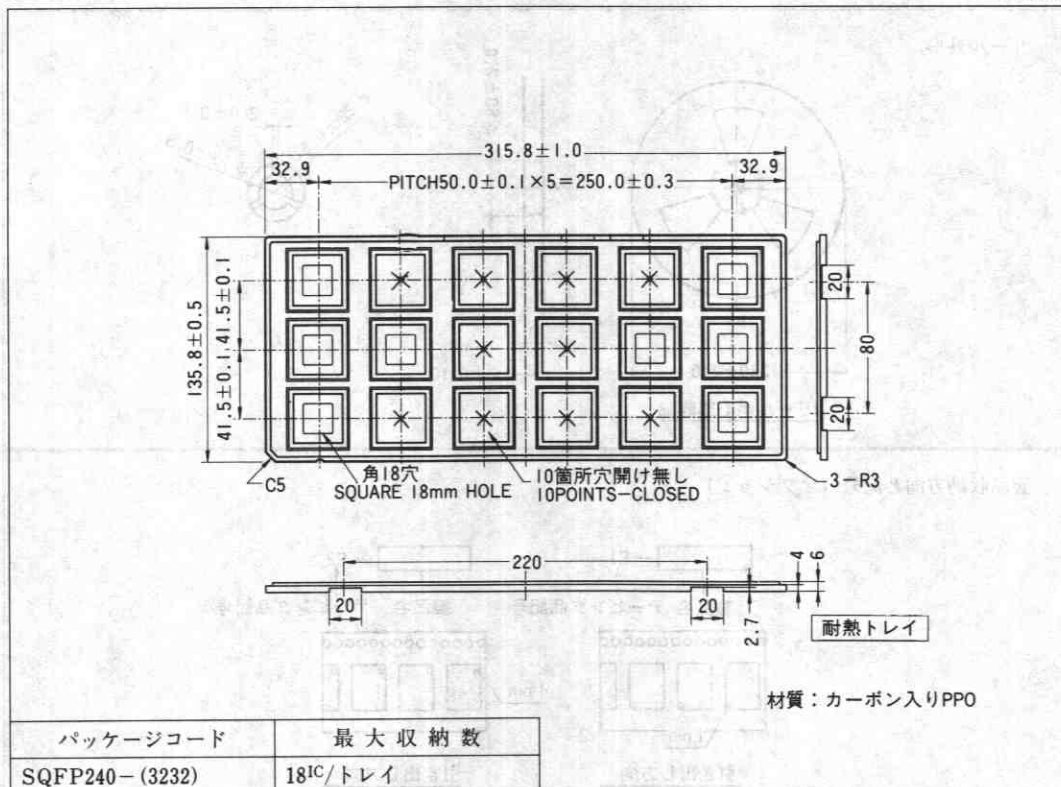 315.8±1.0
32.9
PITCH50.0±0.1×5=250.0±0.3
32.9
135.8±0.5
41.5±0.1
41.5±0.1
20
80
20
C5
角18穴
SQUARE 18mm HOLE
10箇所穴開け無し
10POINTS-CLOSED
3-R3
220
20
20
2.7
4
6
耐熱トレイ
材質：カーボン入りPPO
パッケージコード 最大収納数
SQFP240-(3232) 18IC/トレイ